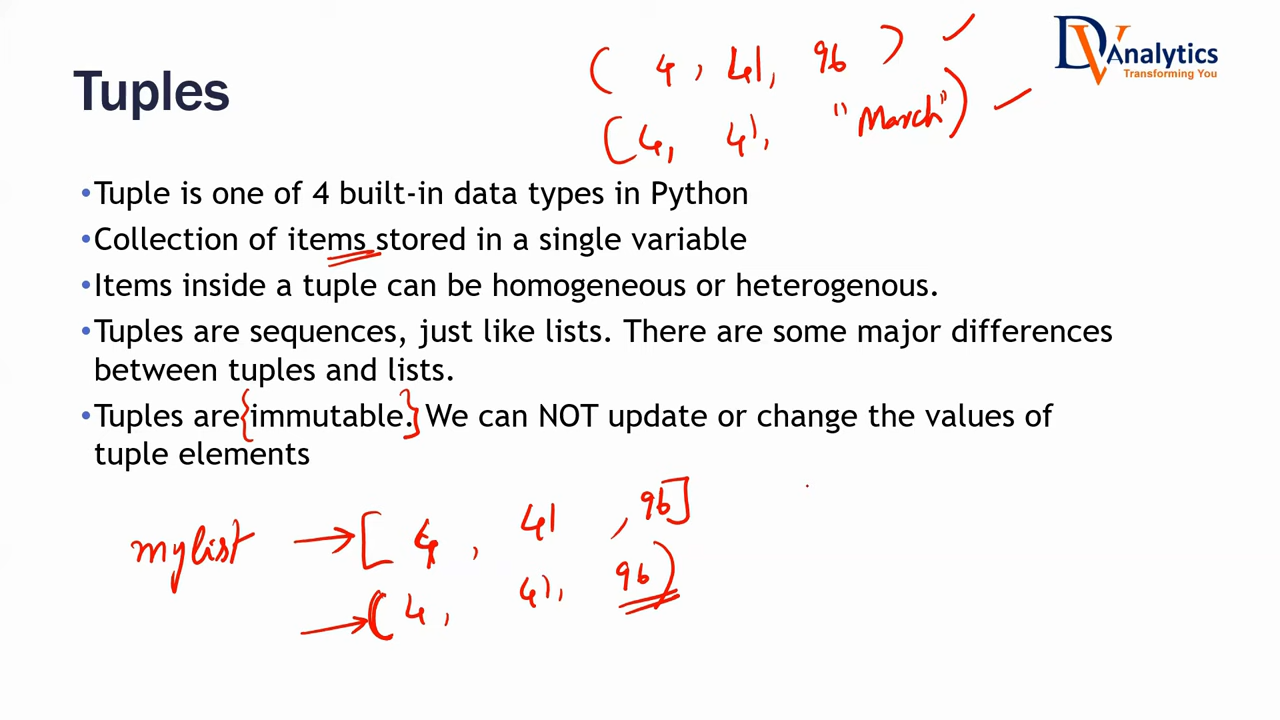 ( 4 , 41, 96 )
(4, 41, "March")
DV Analytics
Transforming You
Tuples
•Tuple is one of 4 built-in data types in Python
•Collection of items stored in a single variable
•Items inside a tuple can be homogeneous or heterogenous.
•Tuples are sequences, just like lists. There are some major differences
between tuples and lists.
•Tuples are {immutable.} We can NOT update or change the values of
tuple elements
mylist → [ 4 , 41 , 96]
→ (4, 41, 96)